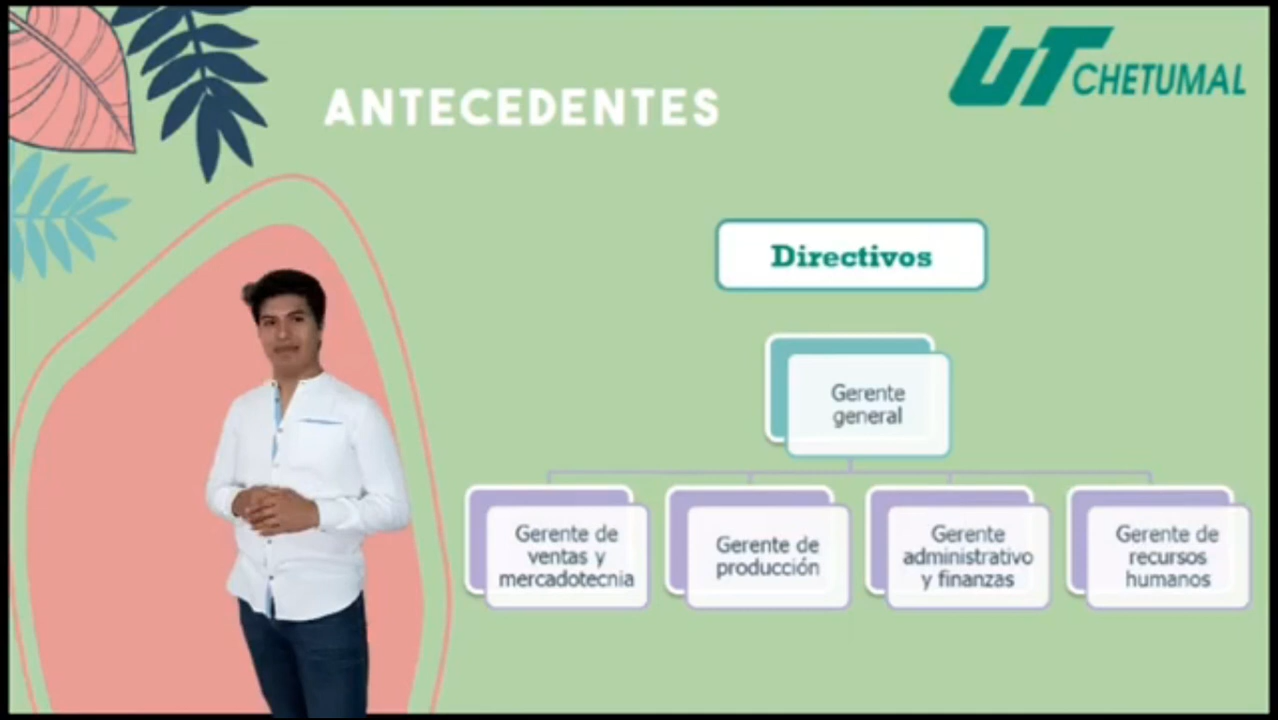 ANTECEDENTES
UT CHETUMAL
Directivos
Gerente
general
Gerente de
ventas y
mercadotecnia
Gerente de
producción
Gerente
administrativo
y finanzas
Gerente de
recursos
humanos